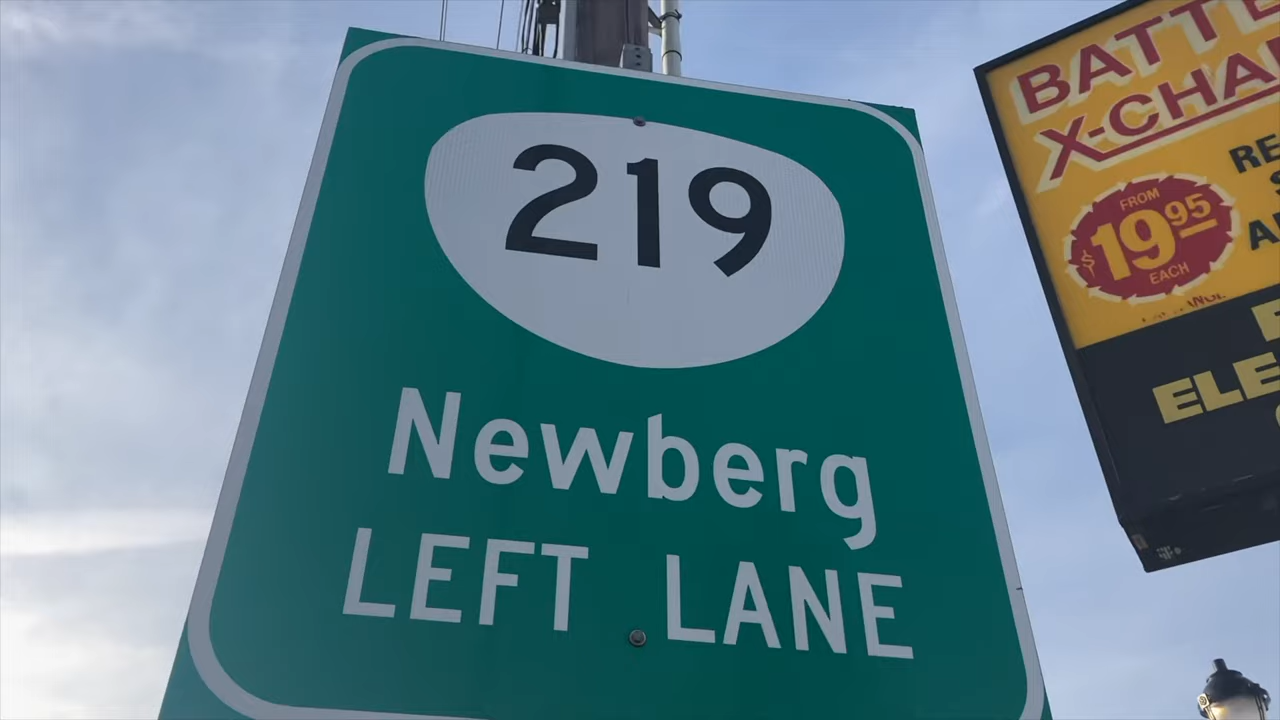 219
Newberg
LEFT LANE
BATTE
X-CHA
FROM
$19.95
EACH
RE
ELE